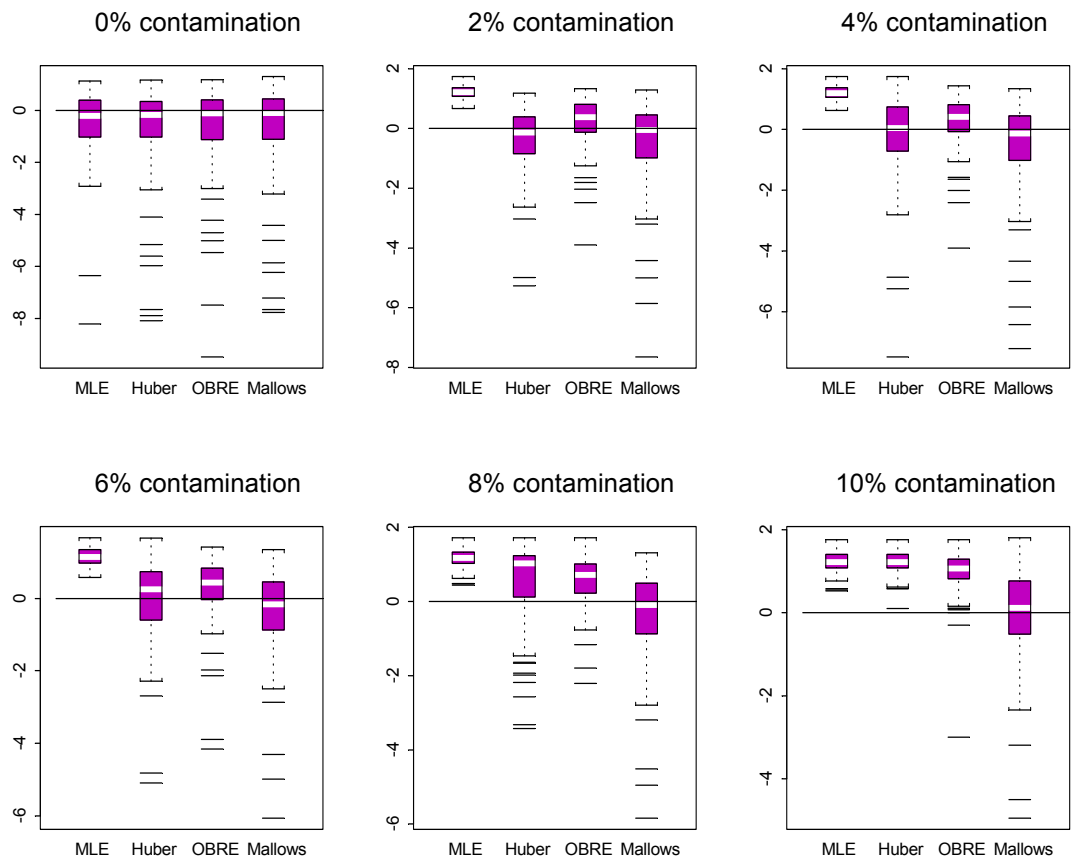 0% contamination
0
-2
-4
-6
-8
MLE Huber OBRE Mallows
2% contamination
2
0
-2
-4
-6
-8
MLE Huber OBRE Mallows
4% contamination
2
0
-2
-4
-6
MLE Huber OBRE Mallows
6% contamination
0
-2
-4
-6
MLE Huber OBRE Mallows
8% contamination
2
0
-2
-4
-6
MLE Huber OBRE Mallows
10% contamination
2
0
-2
-4
MLE Huber OBRE Mallows